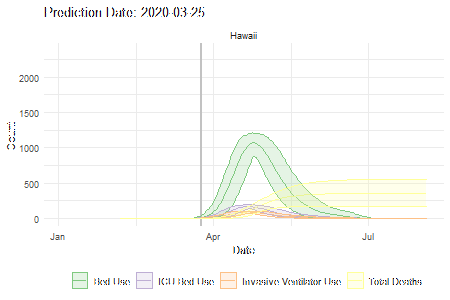 Prediction Date: 2020-03-25
Hawaii
2000
1500
1000
500
0
Count
Jan Apr Jul
Date
Bed Use ICU Bed Use Invasive Ventilator Use Total Deaths